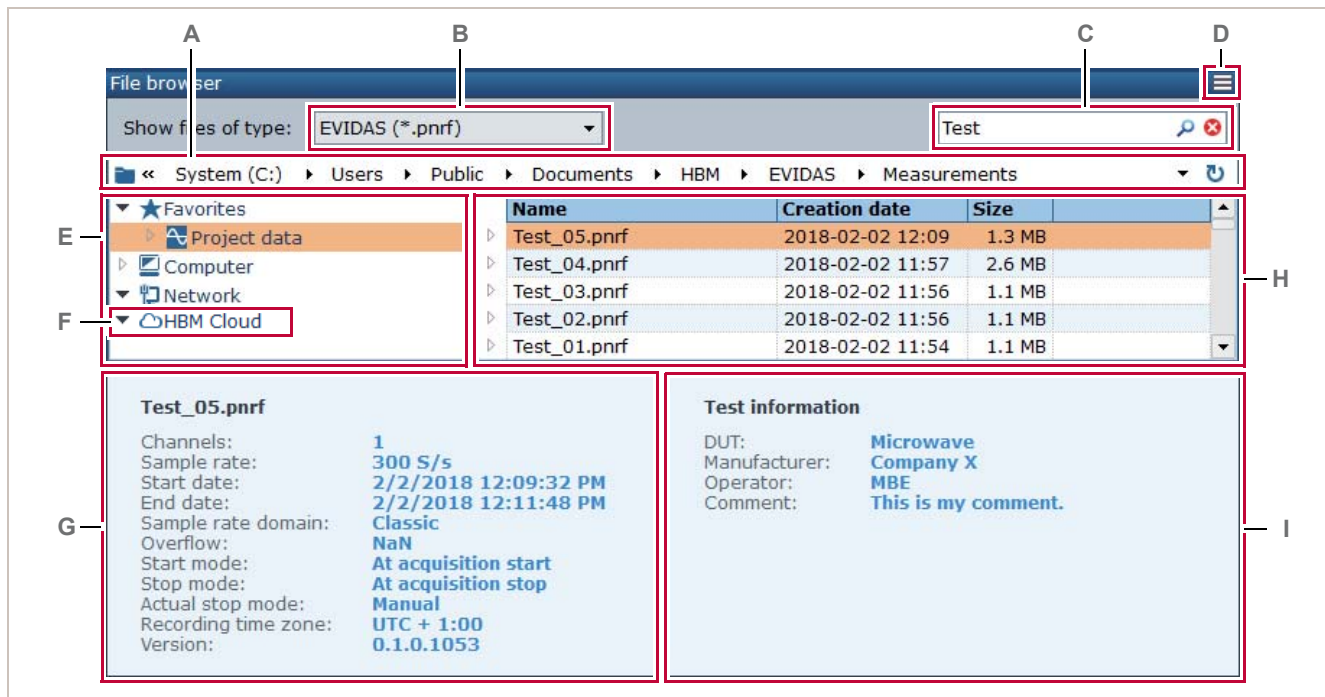 A B C D
File browser
Show files of type: EVIDAS (*.pnrf) Test
« System (C:) Users Public Documents HBM EVIDAS Measurements
E
Favorites
Project data
Computer
Network
F
HBM Cloud
Name Creation date Size
Test_05.pnrf 2018-02-02 12:09 1.3 MB
Test_04.pnrf 2018-02-02 11:57 2.6 MB
Test_03.pnrf 2018-02-02 11:56 1.1 MB
Test_02.pnrf 2018-02-02 11:56 1.1 MB
Test_01.pnrf 2018-02-02 11:54 1.1 MB
H
G
Test_05.pnrf
Channels: 1
Sample rate: 300 S/s
Start date: 2/2/2018 12:09:32 PM
End date: 2/2/2018 12:11:48 PM
Sample rate domain: Classic
Overflow: NaN
Start mode: At acquisition start
Stop mode: At acquisition stop
Actual stop mode: Manual
Recording time zone: UTC + 1:00
Version: 0.1.0.1053
Test information
DUT: Microwave
Manufacturer: Company X
Operator: MBE
Comment: This is my comment.
I